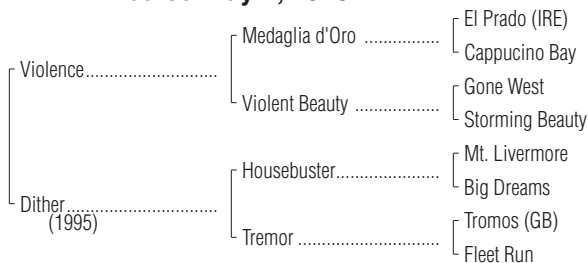 El Prado (IRE)
Medaglia d'Oro ..................
Cappucino Bay
Violence................................
Gone West
Violent Beauty ....................
Storming Beauty
Mt. Livermore
Housebuster.........................
Big Dreams
Dither.....................................
(1995)
Tromos (GB)
Tremor ..................................
Fleet Run